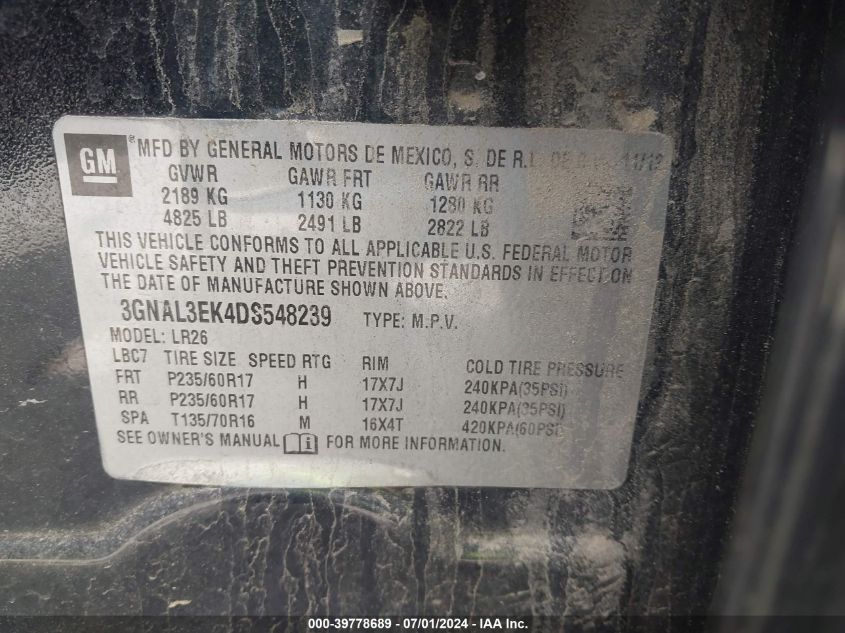 GM
® MFD BY GENERAL MOTORS DE MEXICO, S. DE R.L. DE C.V. 11/12
GVWR GAWR FRT GAWR RR
2189 KG 1130 KG 1280 KG
4825 LB 2491 LB 2822 LB
THIS VEHICLE CONFORMS TO ALL APPLICABLE U.S. FEDERAL MOTOR
VEHICLE SAFETY AND THEFT PREVENTION STANDARDS IN EFFECT ON
THE DATE OF MANUFACTURE SHOWN ABOVE.
3GNAL3EK4DS548239 TYPE: M.P.V.
MODEL: LR26
LBC7 TIRE SIZE SPEED RTG RIM COLD TIRE PRESSURE
FRT P235/60R17 H 17X7J 240KPA(35PSI)
RR P235/60R17 H 17X7J 240KPA(35PSI)
SPA T135/70R16 M 16X4T 420KPA(60PSI)
SEE OWNER'S MANUAL i FOR MORE INFORMATION.
000-39778689 - 07/01/2024 - IAA Inc.